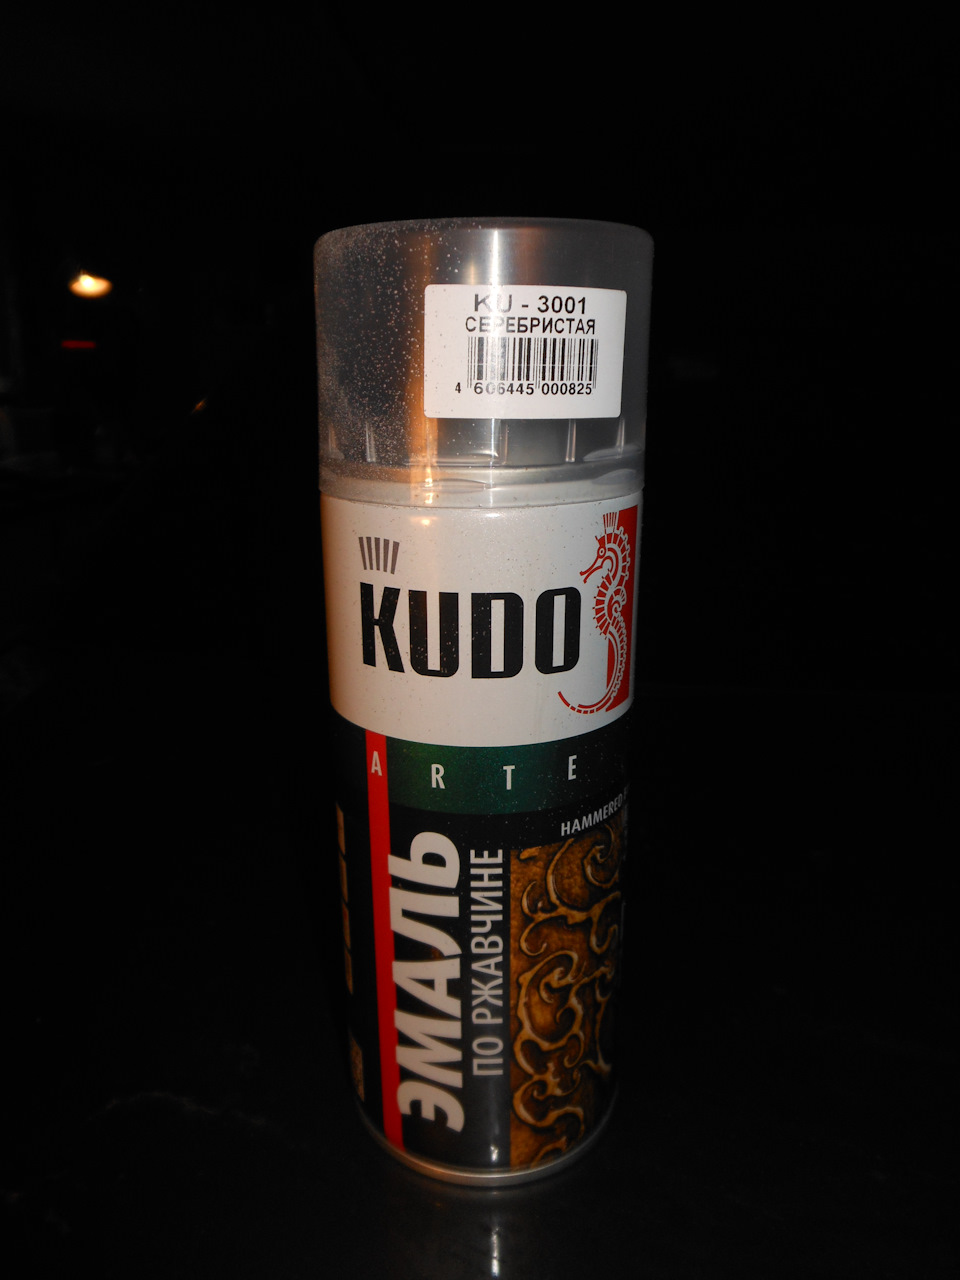 KU - 3001
СЕРЕБРИСТАЯ
4 606445 000825
KUDO
ARTE
HAMMERED
ЭМАЛЬ
ПО РЖАВЧИНЕ